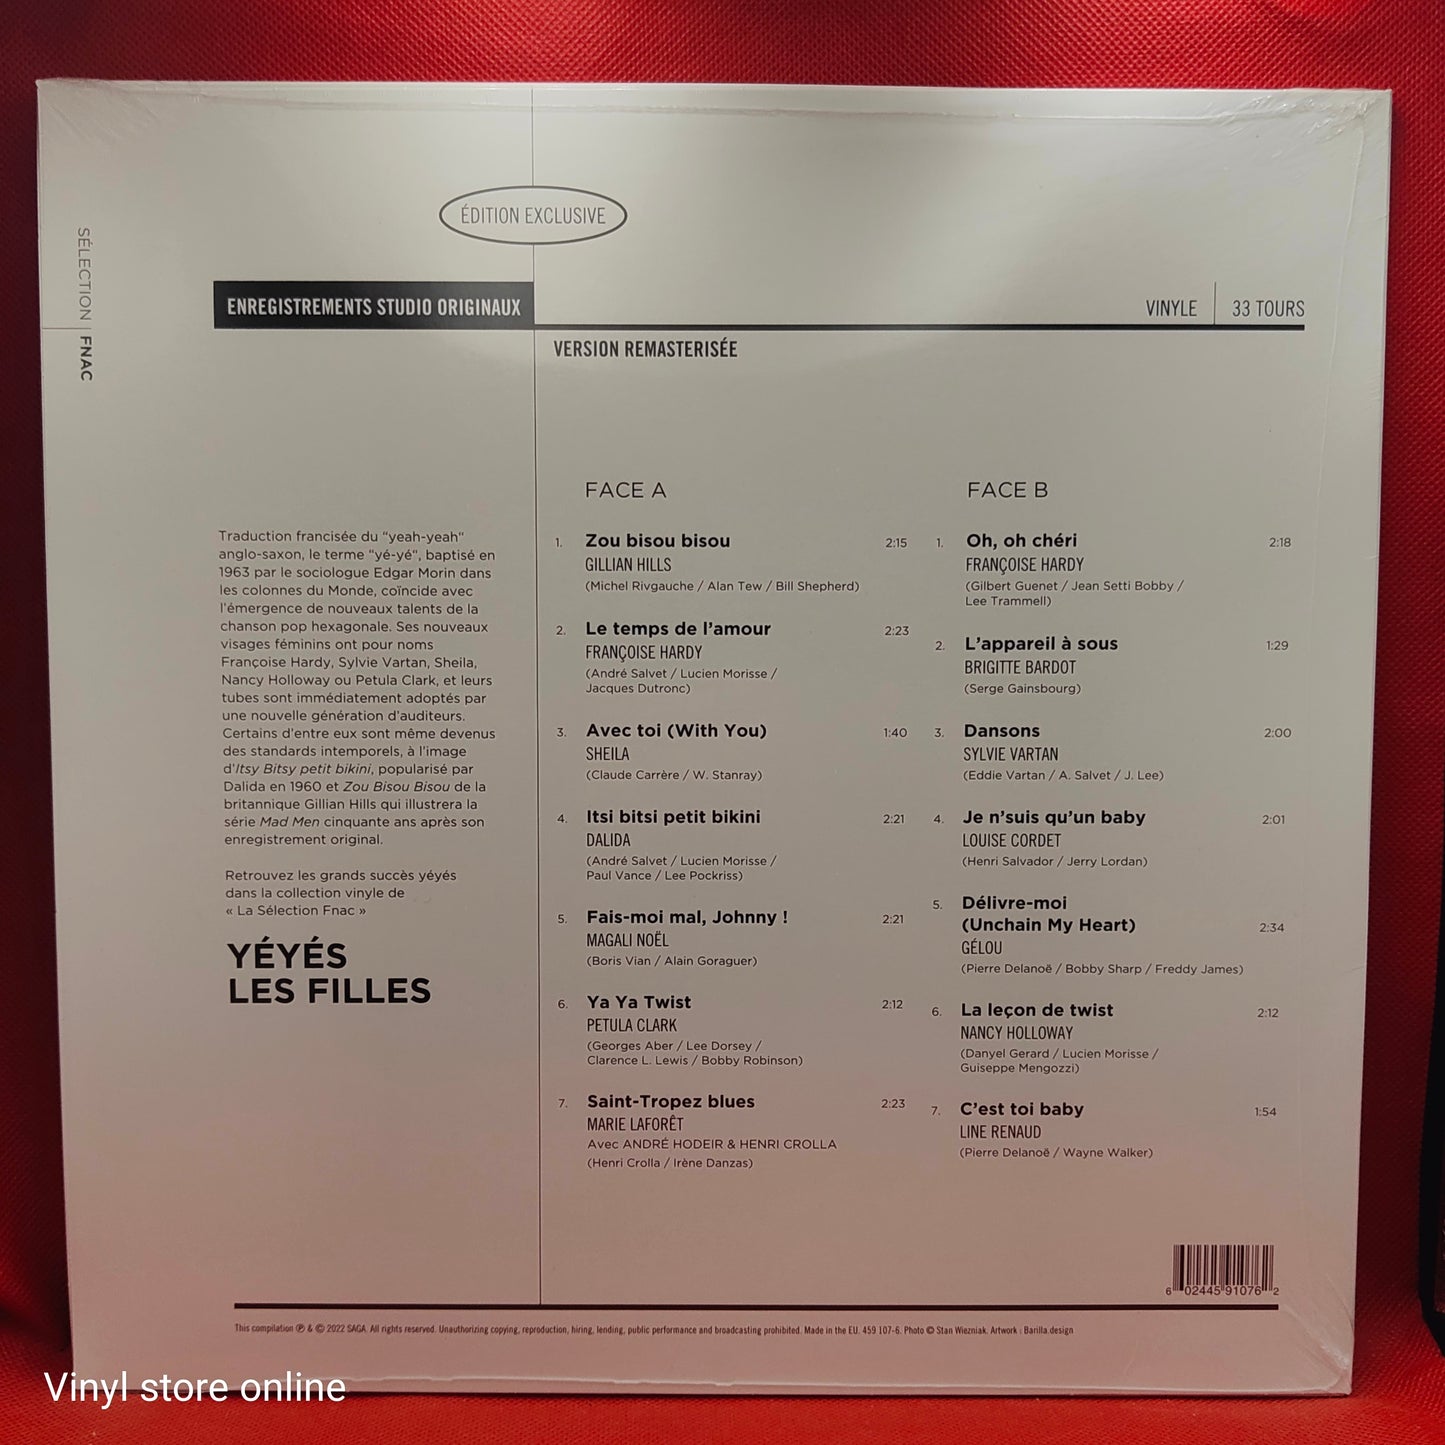 ÉDITION EXCLUSIVE
SÉLECTION | FNAC
ENREGISTREMENTS STUDIO ORIGINAUX
VINYLE | 33 TOURS
VERSION REMASTERISÉE
Traduction francisée du "yeah-yeah"
anglo-saxon, le terme "yé-yé", baptisé en
1963 par le sociologue Edgar Morin dans
les colonnes du Monde, coïncide avec
l'émergence de nouveaux talents de la
chanson pop hexagonale. Ses nouveaux
visages féminins ont pour noms
Françoise Hardy, Sylvie Vartan, Sheila,
Nancy Holloway ou Petula Clark, et leurs
tubes sont immédiatement adoptés par
une nouvelle génération d'auditeurs.
Certains d'entre eux sont même devenus
des standards intemporels, à l'image
d'Itsy Bitsy petit bikini, popularisé par
Dalida en 1960 et Zou Bisou Bisou de la
britannique Gillian Hills qui illustrera la
série Mad Men cinquante ans après son
enregistrement original.
Retrouvez les grands succès yéyés
dans la collection vinyle de
« La Sélection Fnac »
YÉYÉS
LES FILLES
FACE A
1. Zou bisou bisou 2:15
GILLIAN HILLS
(Michel Rivgauche / Alan Tew / Bill Shepherd)
2. Le temps de l'amour 2:23
FRANÇOISE HARDY
(André Salvet / Lucien Morisse /
Jacques Dutronc)
3. Avec toi (With You) 1:40
SHEILA
(Claude Carrère / W. Stanray)
4. Itsi bitsi petit bikini 2:21
DALIDA
(André Salvet / Lucien Morisse /
Paul Vance / Lee Pockriss)
5. Fais-moi mal, Johnny ! 2:21
MAGALI NOËL
(Boris Vian / Alain Goraguer)
6. Ya Ya Twist 2:12
PETULA CLARK
(Georges Aber / Lee Dorsey /
Clarence L. Lewis / Bobby Robinson)
7. Saint-Tropez blues 2:23
MARIE LAFORÊT
Avec ANDRÉ HODEIR & HENRI CROLLA
(Henri Crolla / Irène Danzas)
FACE B
1. Oh, oh chéri 2:18
FRANÇOISE HARDY
(Gilbert Guenet / Jean Setti Bobby /
Lee Trammell)
2. L'appareil à sous 1:29
BRIGITTE BARDOT
(Serge Gainsbourg)
3. Dansons 2:00
SYLVIE VARTAN
(Eddie Vartan / A. Salvet / J. Lee)
4. Je n'suis qu'un baby 2:01
LOUISE CORDET
(Henri Salvador / Jerry Lordan)
5. Délivre-moi
(Unchain My Heart) 2:34
GÉLOU
(Pierre Delanoë / Bobby Sharp / Freddy James)
6. La leçon de twist 2:12
NANCY HOLLOWAY
(Danyel Gerard / Lucien Morisse /
Guiseppe Mengozzi)
7. C'est toi baby 1:54
LINE RENAUD
(Pierre Delanoë / Wayne Walker)
6 02445 91076 2
This compilation ℗ & © 2022 SAGA. All rights reserved. Unauthorizing copying, reproduction, hiring, lending, public performance and broadcasting prohibited. Made in the EU. 459 107-6. Photo © Stan Wiezniak. Artwork : Barilla.design
Vinyl store online